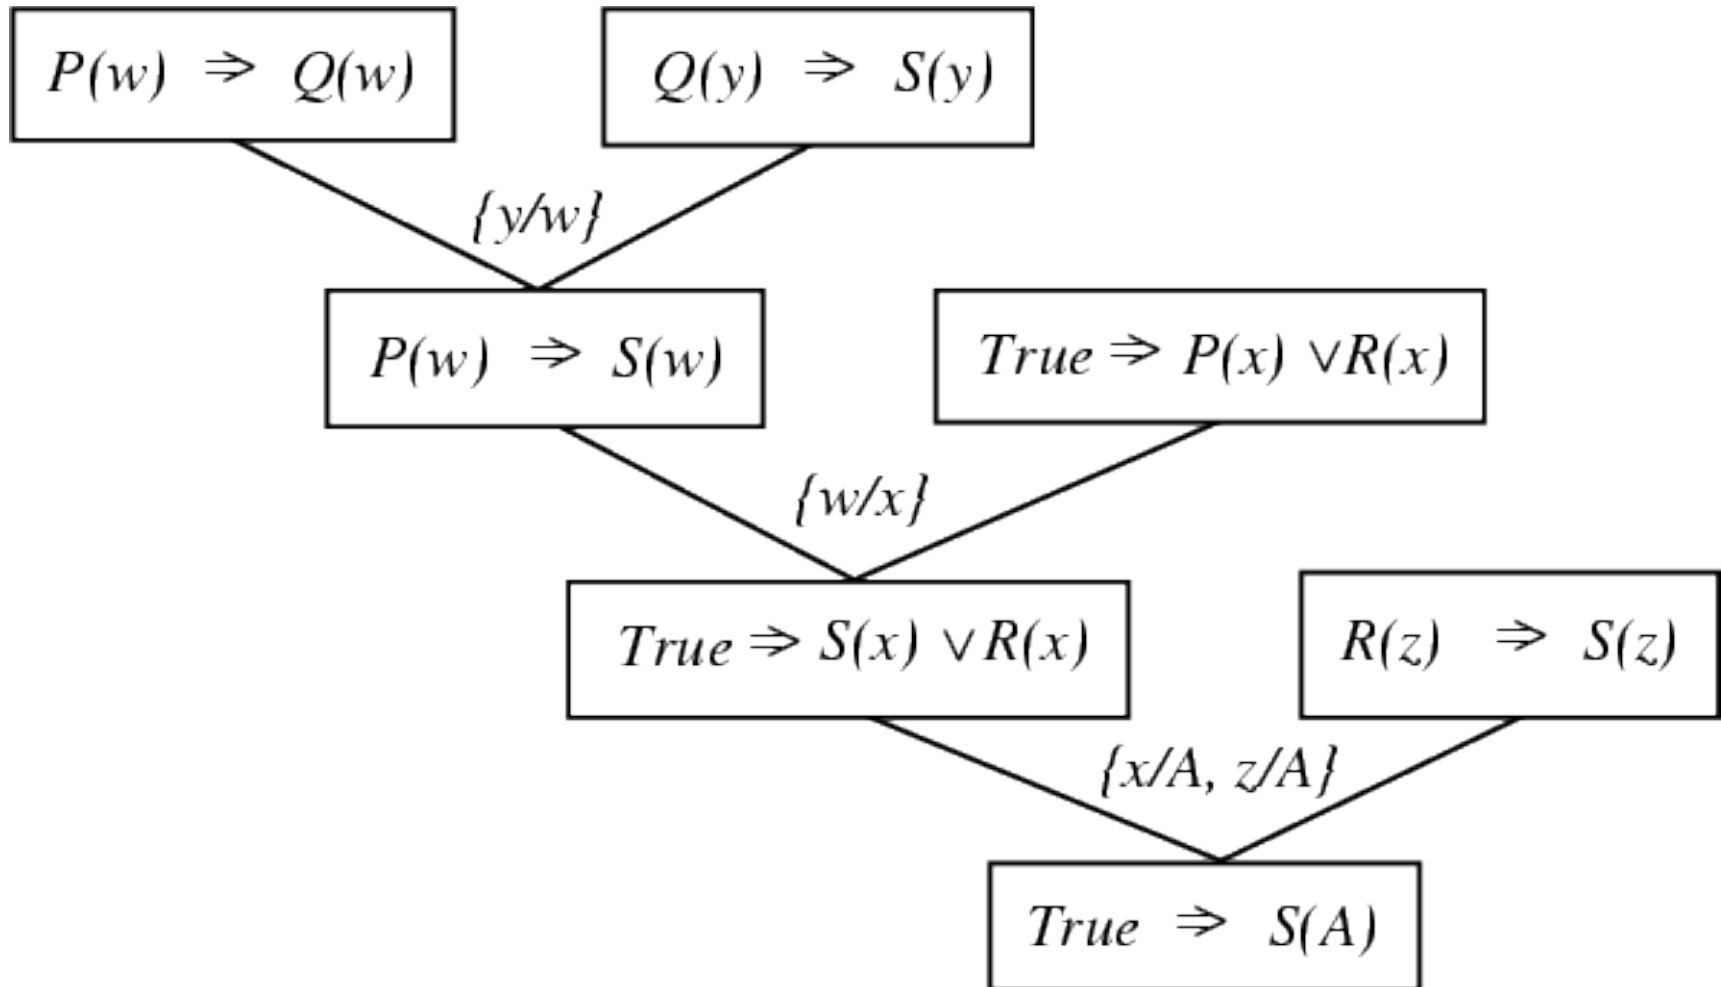 P(w) ⇒ Q(w)
Q(y) ⇒ S(y)
{y/w}
P(w) ⇒ S(w)
True ⇒ P(x) ∨R(x)
{w/x}
True ⇒ S(x) ∨R(x)
R(z) ⇒ S(z)
{x/A, z/A}
True ⇒ S(A)